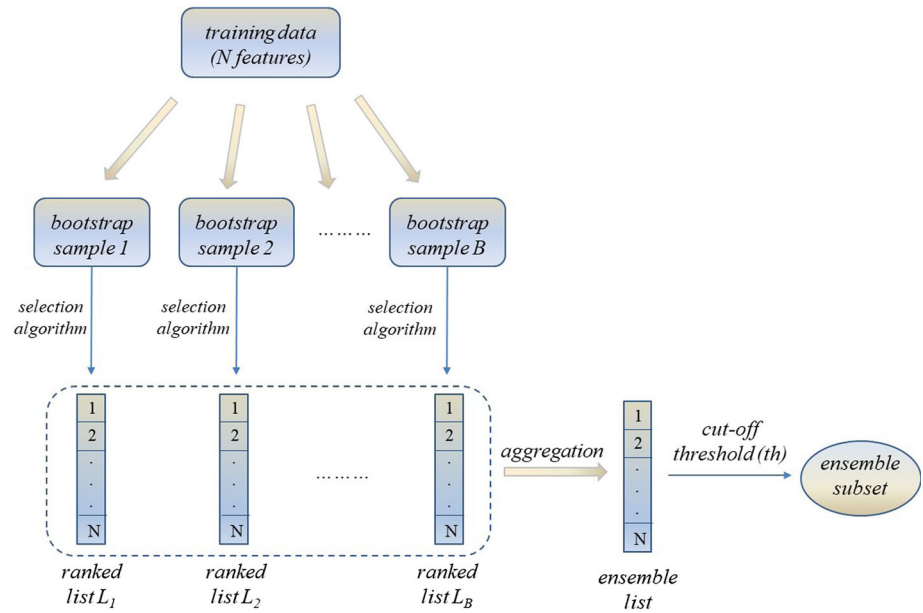 training data
(N features)
bootstrap
sample 1
bootstrap
sample 2
.........
bootstrap
sample B
selection
algorithm
selection
algorithm
selection
algorithm
1
2
.
.
.
N
1
2
.
.
.
N
.........
1
2
.
.
.
N
aggregation
1
2
.
.
.
N
cut-off
threshold (th)
ensemble
subset
ranked
list L1
ranked
list L2
ranked
list LB
ensemble
list